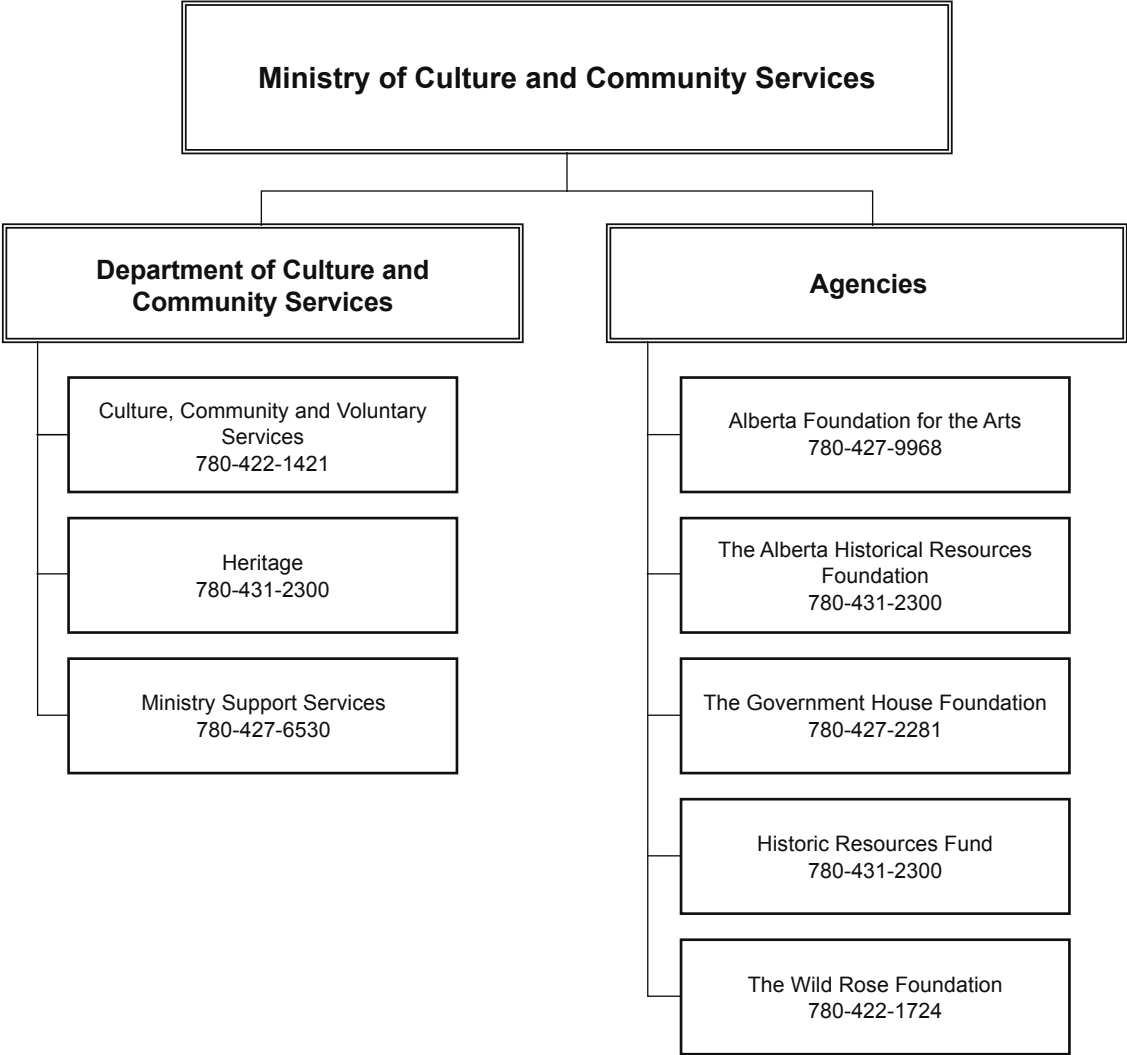 Ministry of Culture and Community Services
Department of Culture and
Community Services
Culture, Community and Voluntary
Services
780-422-1421
Heritage
780-431-2300
Ministry Support Services
780-427-6530
Agencies
Alberta Foundation for the Arts
780-427-9968
The Alberta Historical Resources
Foundation
780-431-2300
The Government House Foundation
780-427-2281
Historic Resources Fund
780-431-2300
The Wild Rose Foundation
780-422-1724